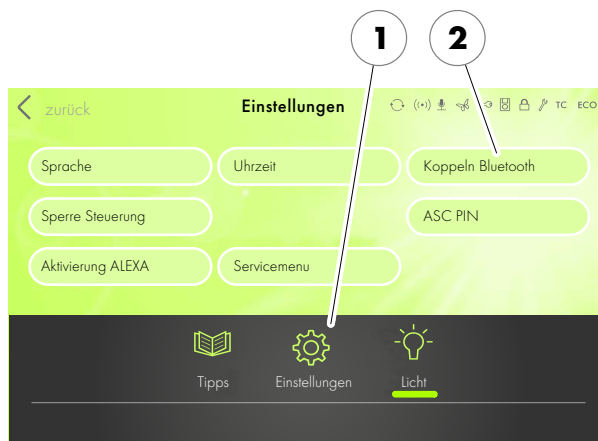 1 2
zurück Einstellungen TC ECO
Sprache Uhrzeit Koppeln Bluetooth
Sperre Steuerung ASC PIN
Aktivierung ALEXA Servicemenu
Tipps Einstellungen Licht